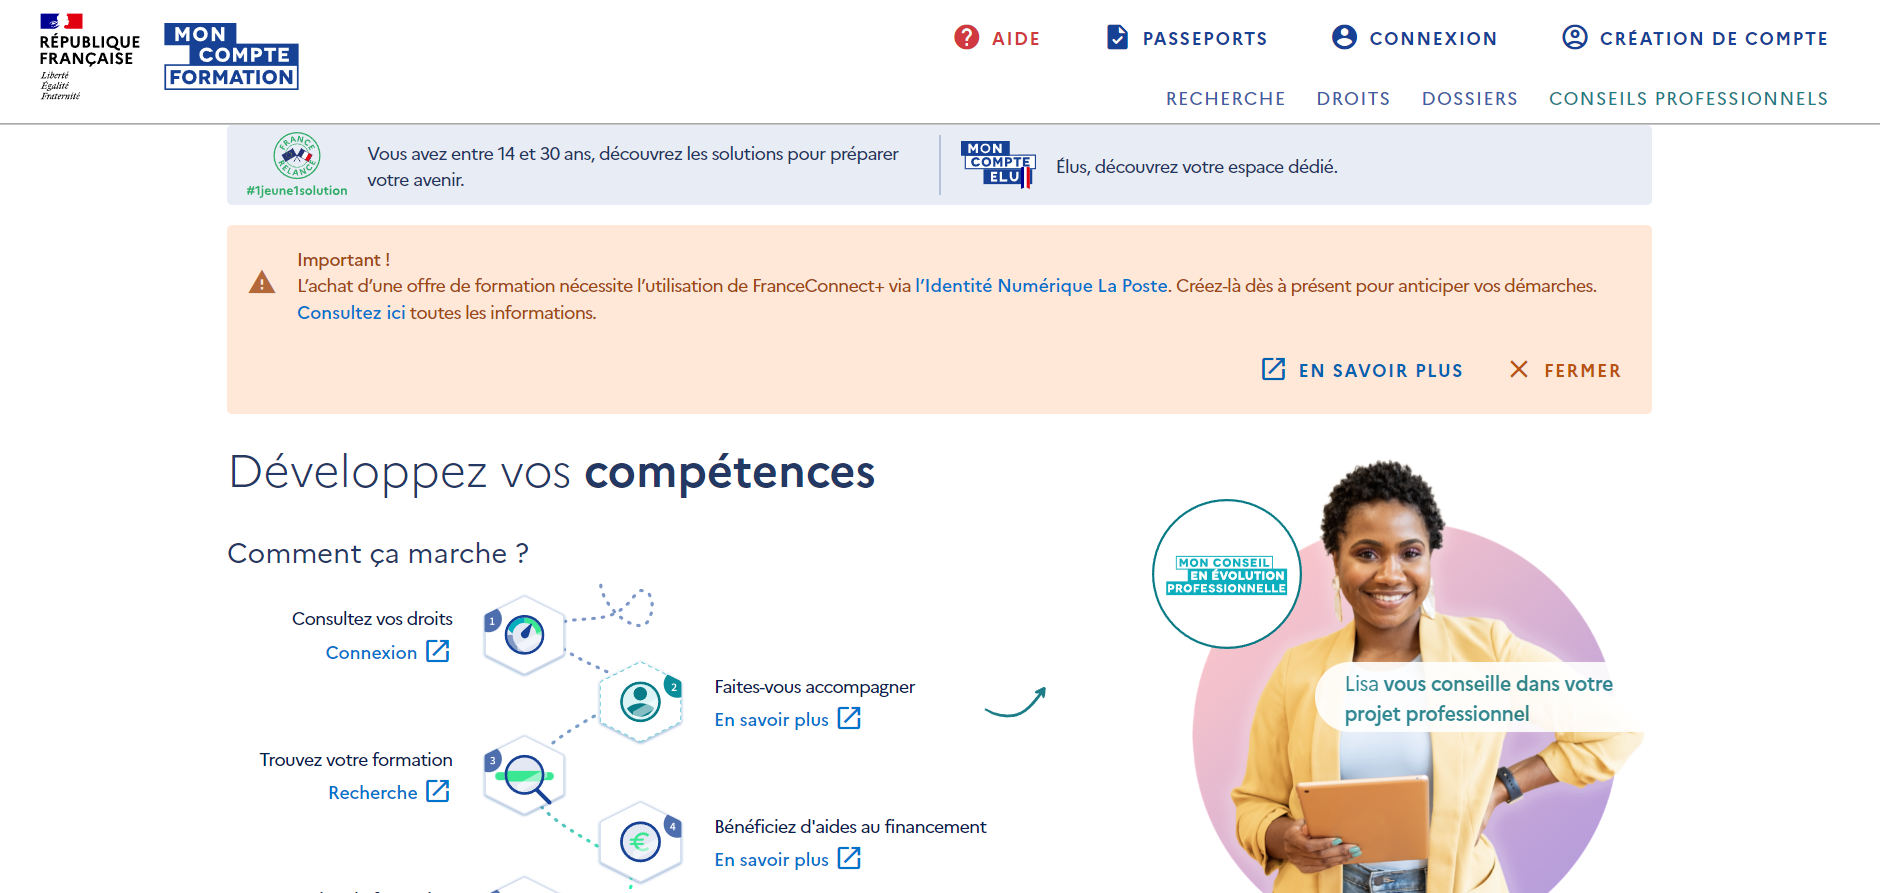 RÉPUBLIQUE
FRANÇAISE
Liberté
Égalité
Fraternité
MON
COMPTE
FORMATION
AIDE
PASSEPORTS
CONNEXION
CRÉATION DE COMPTE
RECHERCHE
DROITS
DOSSIERS
CONSEILS PROFESSIONNELS
FRANCE
RELANCE
#1jeune1solution
Vous avez entre 14 et 30 ans, découvrez les solutions pour préparer
votre avenir.
MON
COMPTE
ELU
Élus, découvrez votre espace dédié.
Important !
L’achat d’une offre de formation nécessite l’utilisation de FranceConnect+ via l’Identité Numérique La Poste. Créez-là dès à présent pour anticiper vos démarches.
Consultez ici toutes les informations.
EN SAVOIR PLUS
FERMER
Développez vos compétences
Comment ça marche ?
Consultez vos droits
Connexion
1
2
Faites-vous accompagner
En savoir plus
Trouvez votre formation
Recherche
3
4
€
Bénéficiez d'aides au financement
En savoir plus
MON CONSEIL
EN ÉVOLUTION
PROFESSIONNELLE
Lisa vous conseille dans votre
projet professionnel